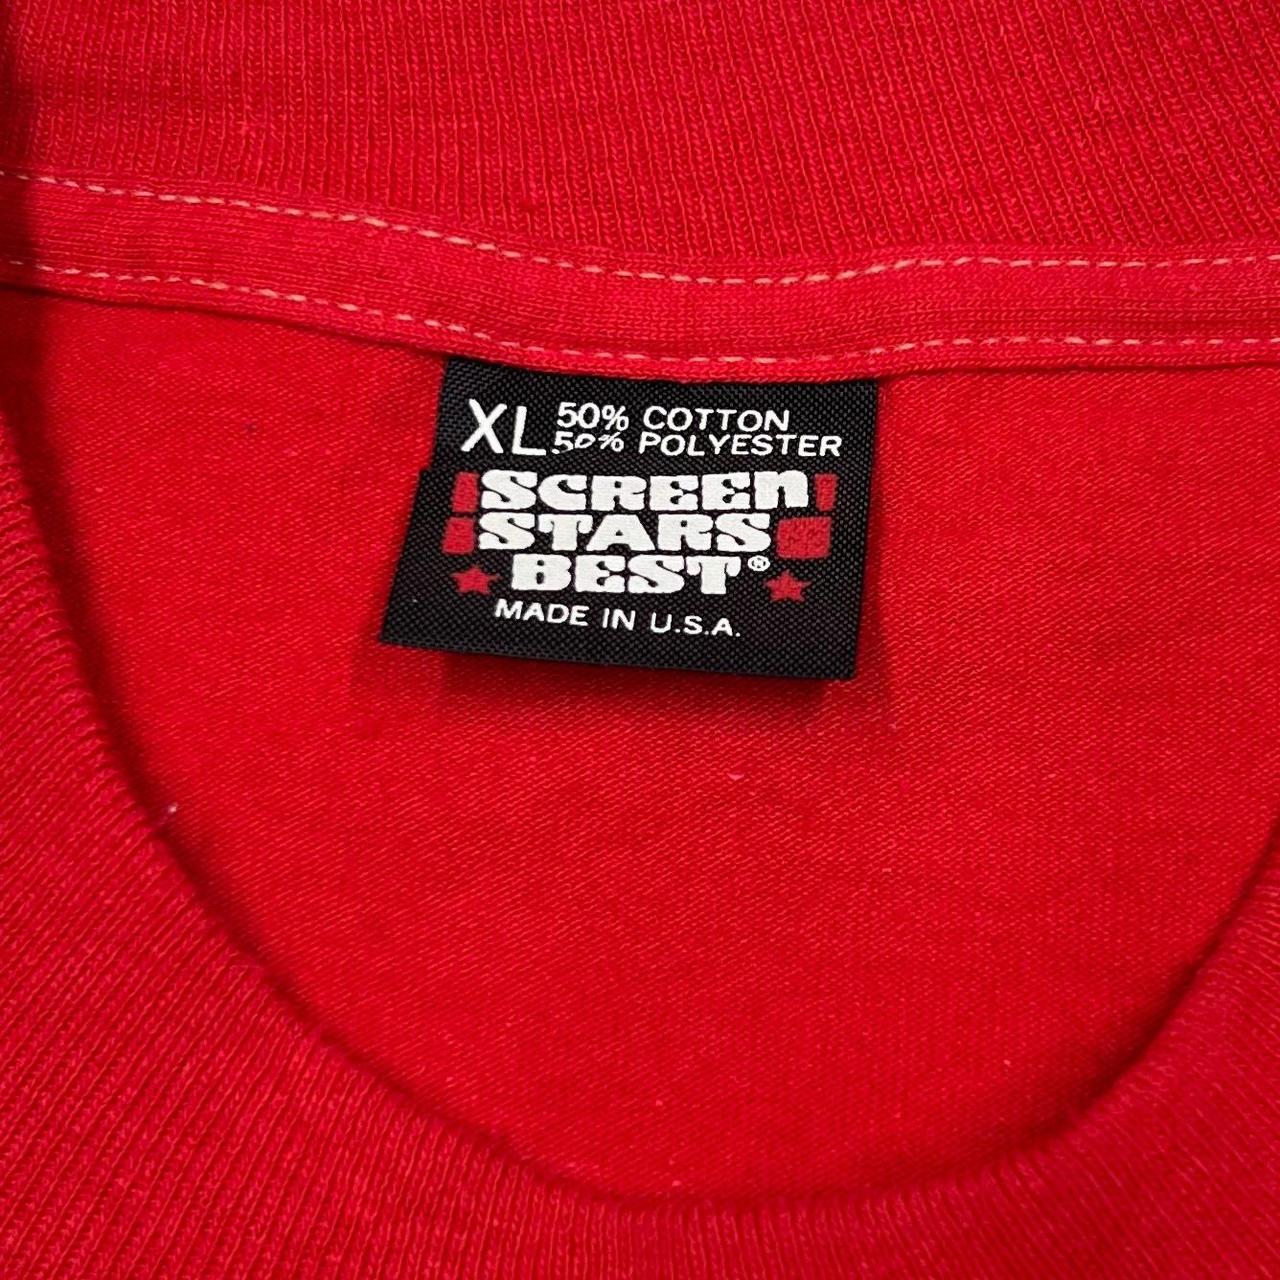 XL 50% COTTON
50% POLYESTER
SCREEN
STARS
BEST®
MADE IN U.S.A.